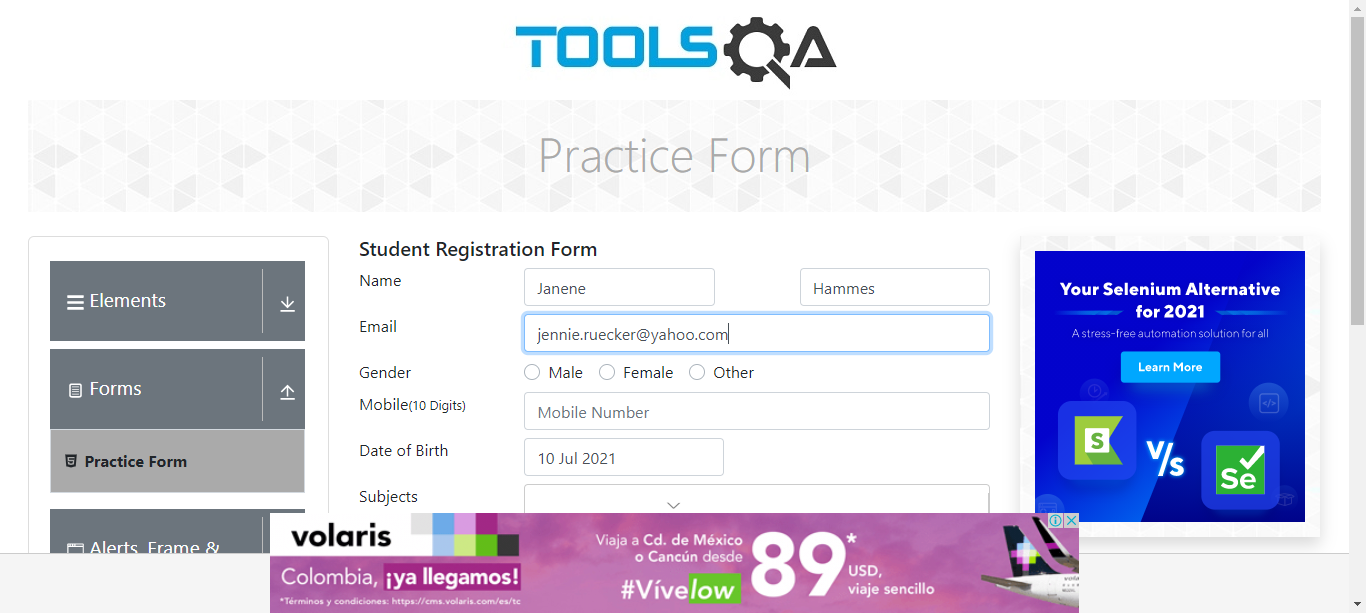 TOOLSQA
Practice Form
Elements
Forms
Practice Form
Alerts, Frame &
Student Registration Form
Name
Janene
Hammes
Email
jennie.ruecker@yahoo.com
Gender
Male
Female
Other
Mobile(10 Digits)
Mobile Number
Date of Birth
10 Jul 2021
Subjects
Your Selenium Alternative
for 2021
A stress-free automation solution for all
Learn More
S
V/s
Se
volaris
Colombia, ¡ya llegamos!
*Términos y condiciones: https://cms.volaris.com/es/tc
Viaja a Cd. de México
o Cancún desde
#Vívelow
89*
USD,
viaje sencillo